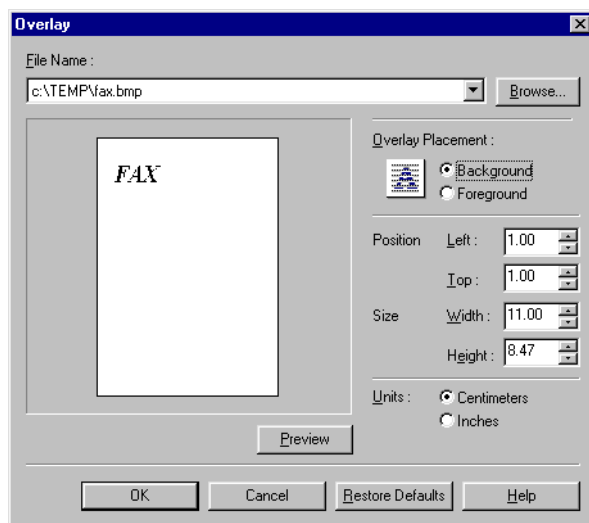 Overlay
File Name :
c:\TEMP\fax.bmp
Browse...
FAX
Overlay Placement :
Background
Foreground
Position Left : 1.00
Top : 1.00
Size Width : 11.00
Height : 8.47
Units : Centimeters
Inches
Preview
OK Cancel Restore Defaults Help